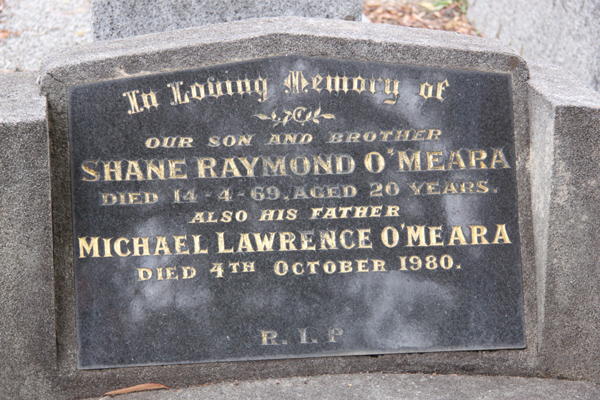 In Loving Memory of
OUR SON AND BROTHER
SHANE RAYMOND O'MEARA
DIED 14-4-69. AGED 20 YEARS.
ALSO HIS FATHER
MICHAEL LAWRENCE O'MEARA
DIED 4TH OCTOBER 1980.
R.I.P